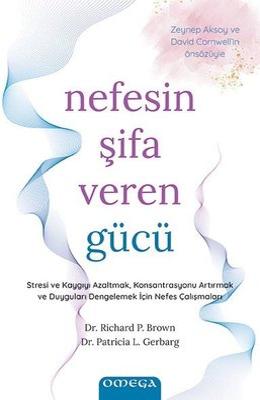 Zeynep Aksoy ve
David Cornwell'in
önsözüyle
nefesin
şifa
veren
gücü
Stresi ve Kaygıyı Azaltmak, Konsantrasyonu Artırmak
ve Duyguları Dengelemek İçin Nefes Çalışmaları
Dr. Richard P. Brown
Dr. Patricia L. Gerbarg
OMEGA